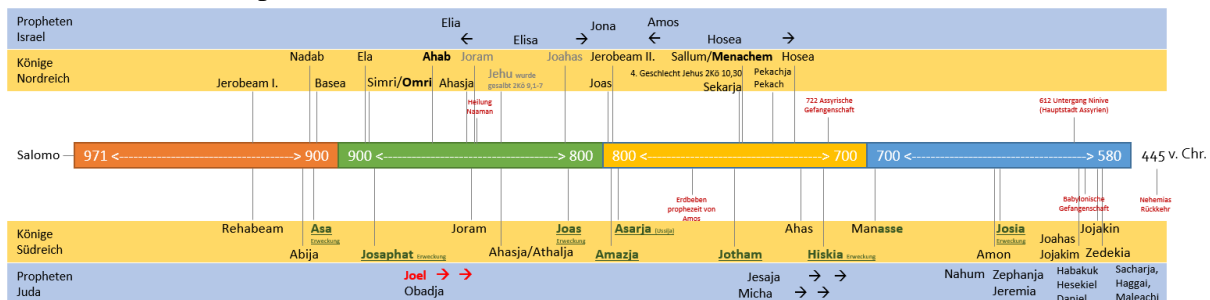 Propheten
Israel
Elia
←
Elisa
→
Jona
Amos
←
Hosea
→
Könige
Nordreich
Nadab
Ela
Ahab
Joram
Joahas
Jerobeam II.
Sallum/Menachem
Hosea
Jerobeam I.
Basea
Simri/Omri
Ahasja
Jehu wurde
gesalbt 2Kö 9,1-7
Joas
4. Geschlecht Jehus 2Kö 10,30
Sekarja
Pekachja
Pekach
Heilung
Naaman
722 Assyrische
Gefangenschaft
612 Untergang Ninive
(Hauptstadt Assyrien)
Salomo
971 <----------------------------> 900
900 <----------------------------> 800
800 <----------------------------> 700
700 <----------------------------> 580
445 v. Chr.
Erdbeben
prophezeit von
Amos
Babylonische
Gefangenschaft
Nehemias
Rückkehr
Könige
Südreich
Rehabeam
Asa
Erweckung
Joram
Joas
Erweckung
Asarja (Ussija)
Ahas
Manasse
Josia
Erweckung
Jojakin
Abija
Josaphat Erweckung
Ahasja/Athalja
Amazja
Jotham
Hiskia Erweckung
Amon
Joahas
Jojakim
Zedekia
Propheten
Juda
Joel → →
Obadja
Jesaja → →
Micha → →
Nahum
Zephanja
Jeremia
Habakuk
Hesekiel
Daniel
Sacharja,
Haggai,
Maleachi